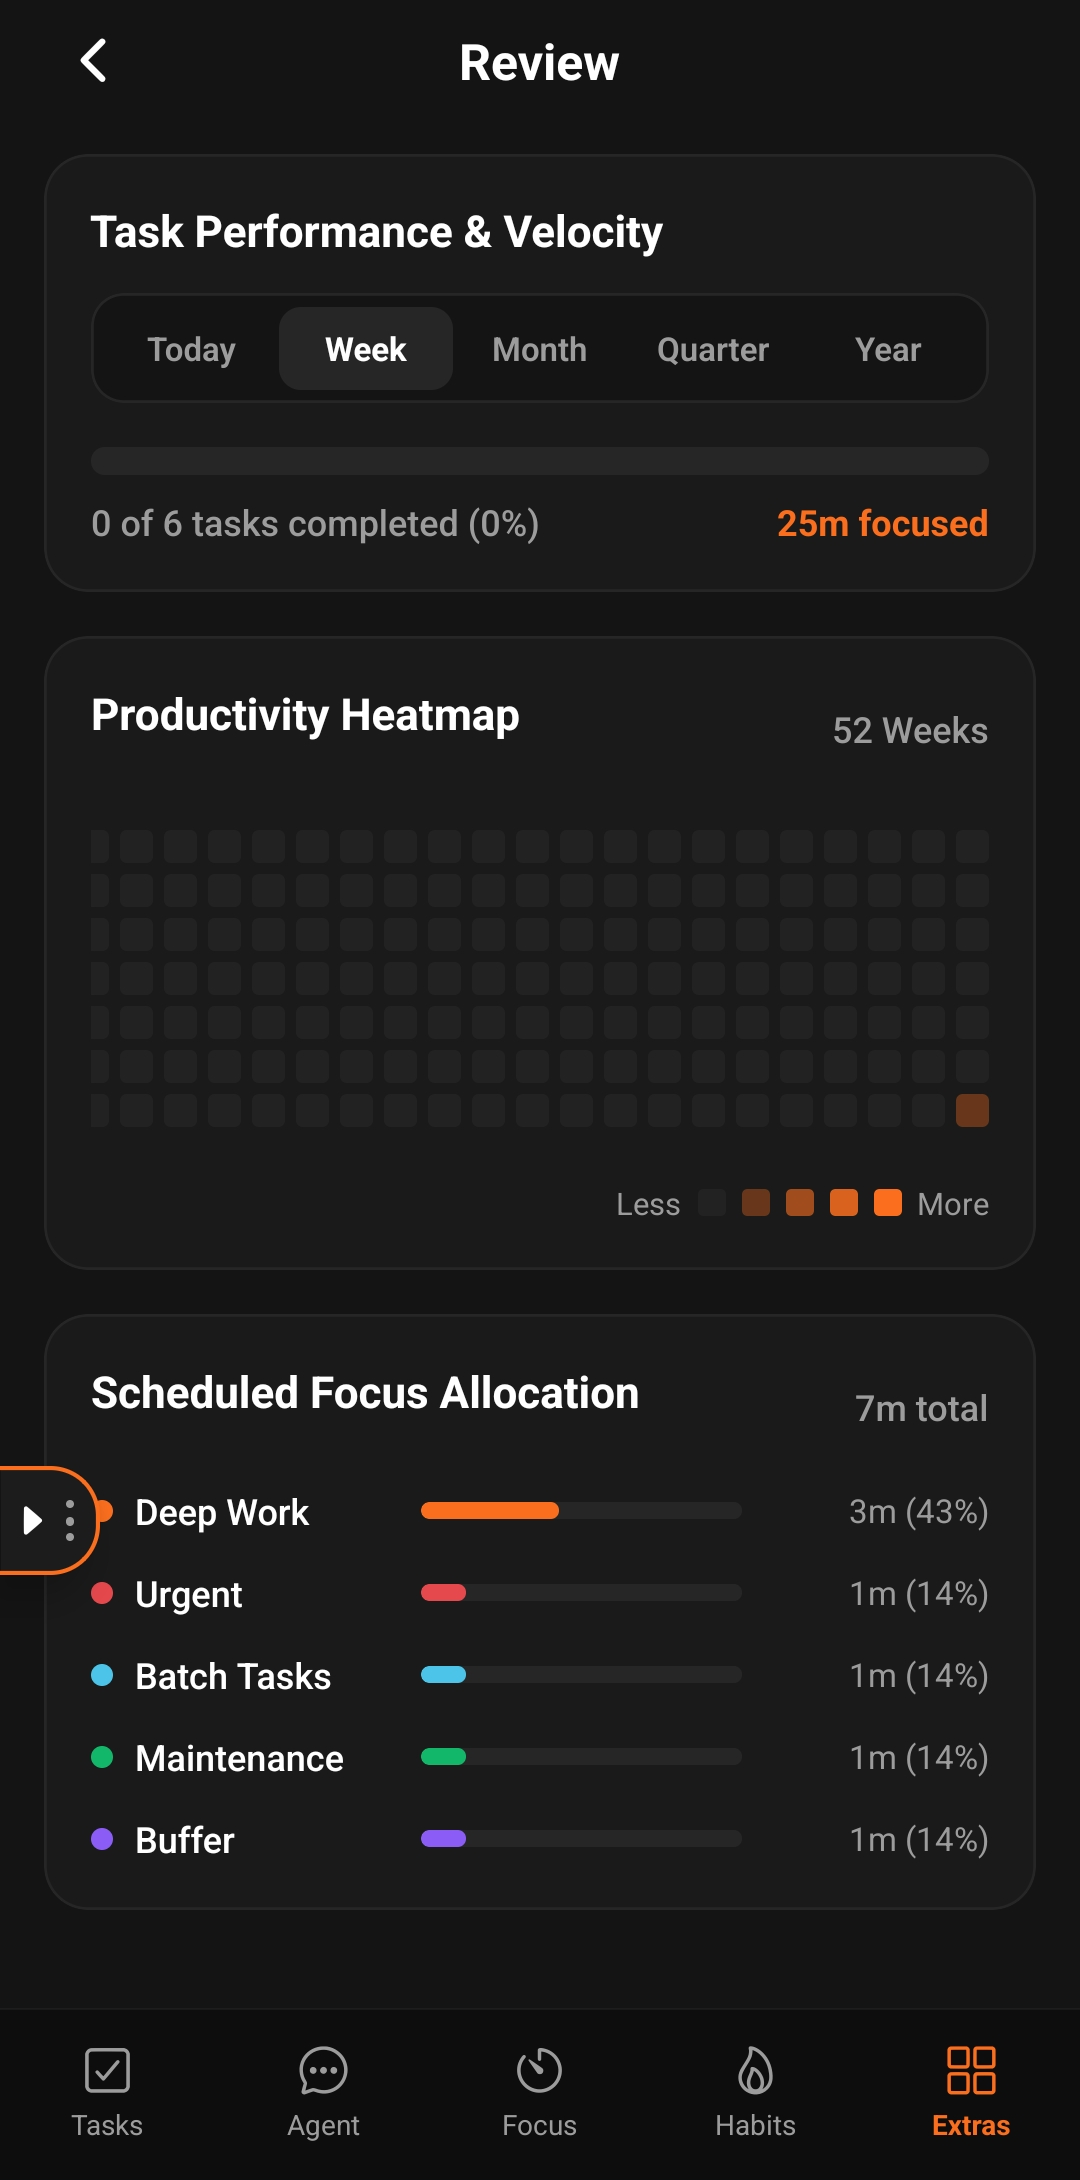 Review
Task Performance & Velocity
Today Week Month Quarter Year
0 of 6 tasks completed (0%) 25m focused
Productivity Heatmap 52 Weeks
Less More
Scheduled Focus Allocation 7m total
Deep Work 3m (43%)
Urgent 1m (14%)
Batch Tasks 1m (14%)
Maintenance 1m (14%)
Buffer 1m (14%)
Tasks Agent Focus Habits Extras